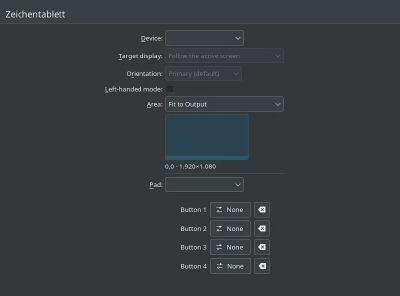 Zeichentablett
Device:
Target display: Follow the active screen
Orientation: Primary (default)
Left-handed mode:
Area: Fit to Output
0,0 - 1.920×1.080
Pad:
Button 1 None
Button 2 None
Button 3 None
Button 4 None